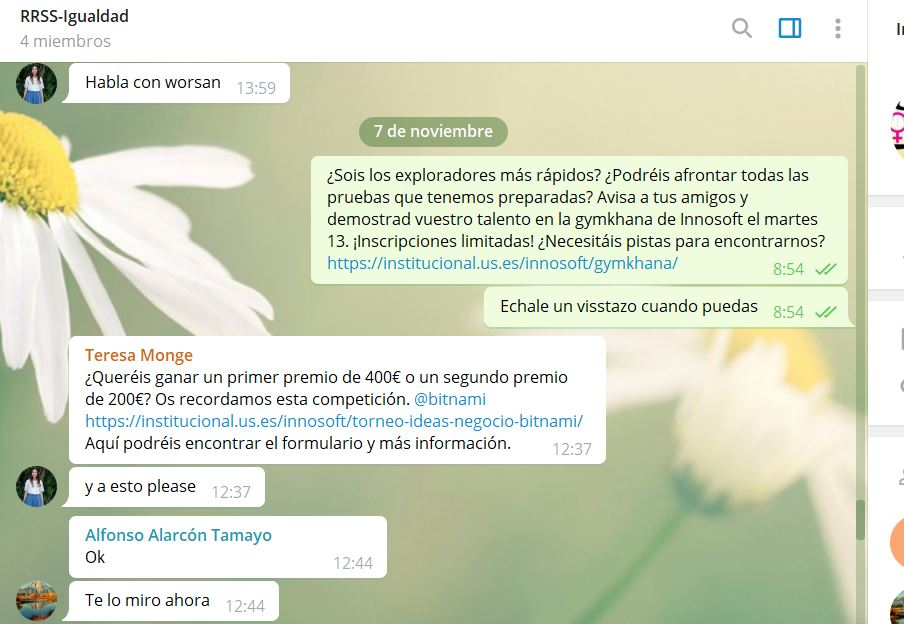 RRSS-Igualdad
4 miembros
Habla con worsan
13:59
7 de noviembre
¿Sois los exploradores más rápidos? ¿Podréis afrontar todas las
pruebas que tenemos preparadas? Avisa a tus amigos y
demostrad vuestro talento en la gymkhana de Innosoft el martes
13. ¡Inscripciones limitadas! ¿Necesitáis pistas para encontrarnos?
https://institucional.us.es/innosoft/gymkhana/
8:54
Echale un visstazo cuando puedas
8:54
Teresa Monge
¿Queréis ganar un primer premio de 400€ o un segundo premio
de 200€? Os recordamos esta competición. @bitnami
https://institucional.us.es/innosoft/torneo-ideas-negocio-bitnami/
Aquí podréis encontrar el formulario y más información.
12:37
y a esto please
12:37
Alfonso Alarcón Tamayo
Ok
12:44
Te lo miro ahora
12:44